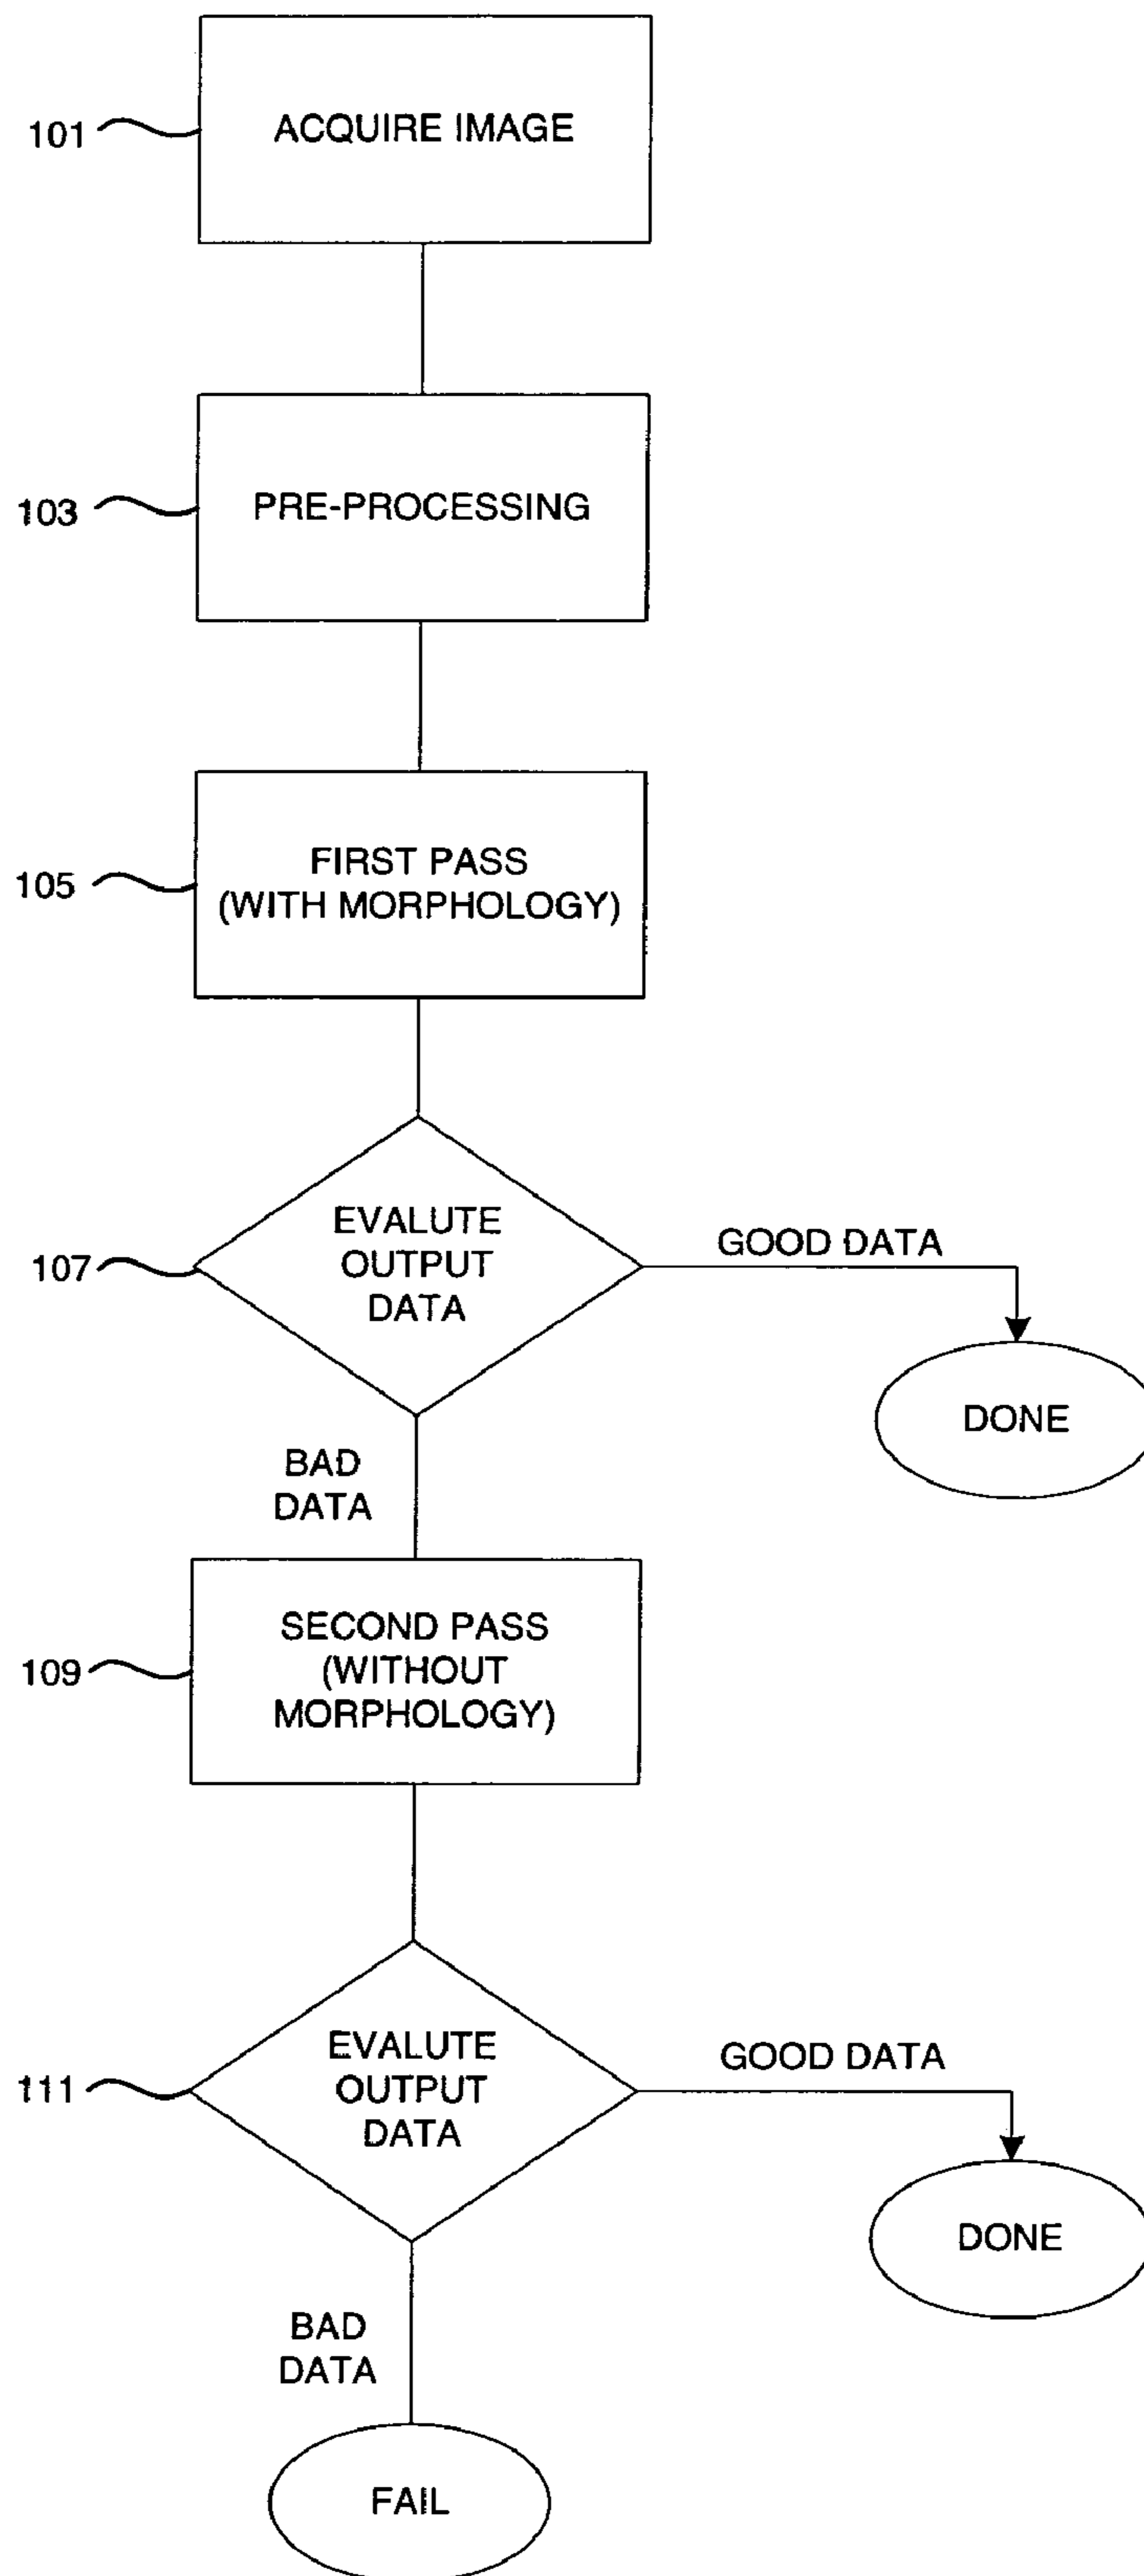 101
ACQUIRE IMAGE
103
PRE-PROCESSING
105
FIRST PASS
(WITH MORPHOLOGY)
107
EVALUTE
OUTPUT
DATA
GOOD DATA
DONE
BAD
DATA
109
SECOND PASS
(WITHOUT
MORPHOLOGY)
111
EVALUTE
OUTPUT
DATA
GOOD DATA
DONE
BAD
DATA
FAIL